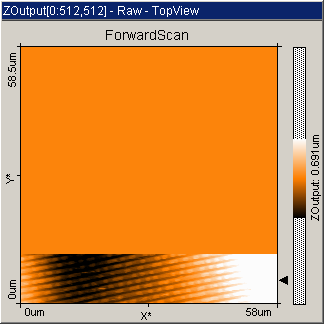 ZOutput[0:512,512] - Raw - TopView
ForwardScan
58.5um
Y*
0um
0um
X*
58um
ZOutput: 0.691um